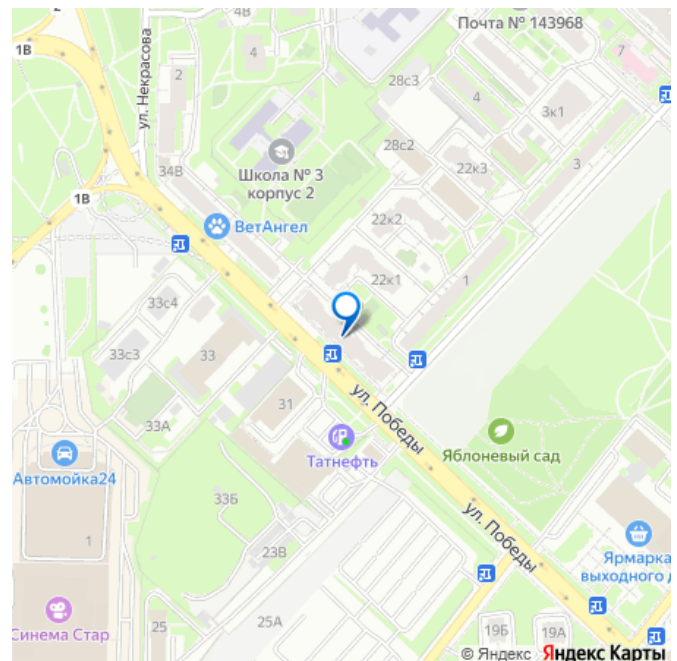 4В
Почта № 143968
2
1В
ул. Некрасова
4
7
2
28с3
4
3к1
28с2
Школа № 3
корпус 2
34В
22к3
3
1В
ВетАнгел
22к2
22к1
1
33с4
33с3
33
31
ул. Победы
33А
Татнефть
Яблоневый сад
Автомойка24
33Б
ул. Победы
1
23В
Ярмарка
выходного д
Синема Стар
25
25А
19Б
19А
© Яндекс Яндекс Карты